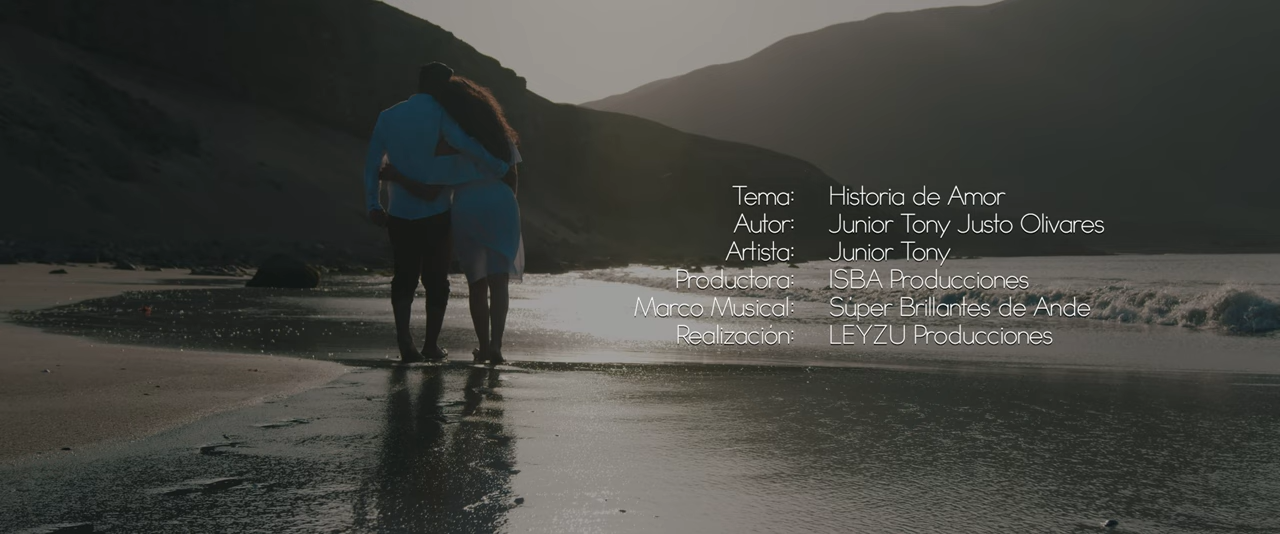 Tema: Historia de Amor
Autor: Junior Tony Justo Olivares
Artista: Junior Tony
Productora: ISBA Producciones
Marco Musical: Súper Brillantes de Ande
Realización: LEYZU Producciones